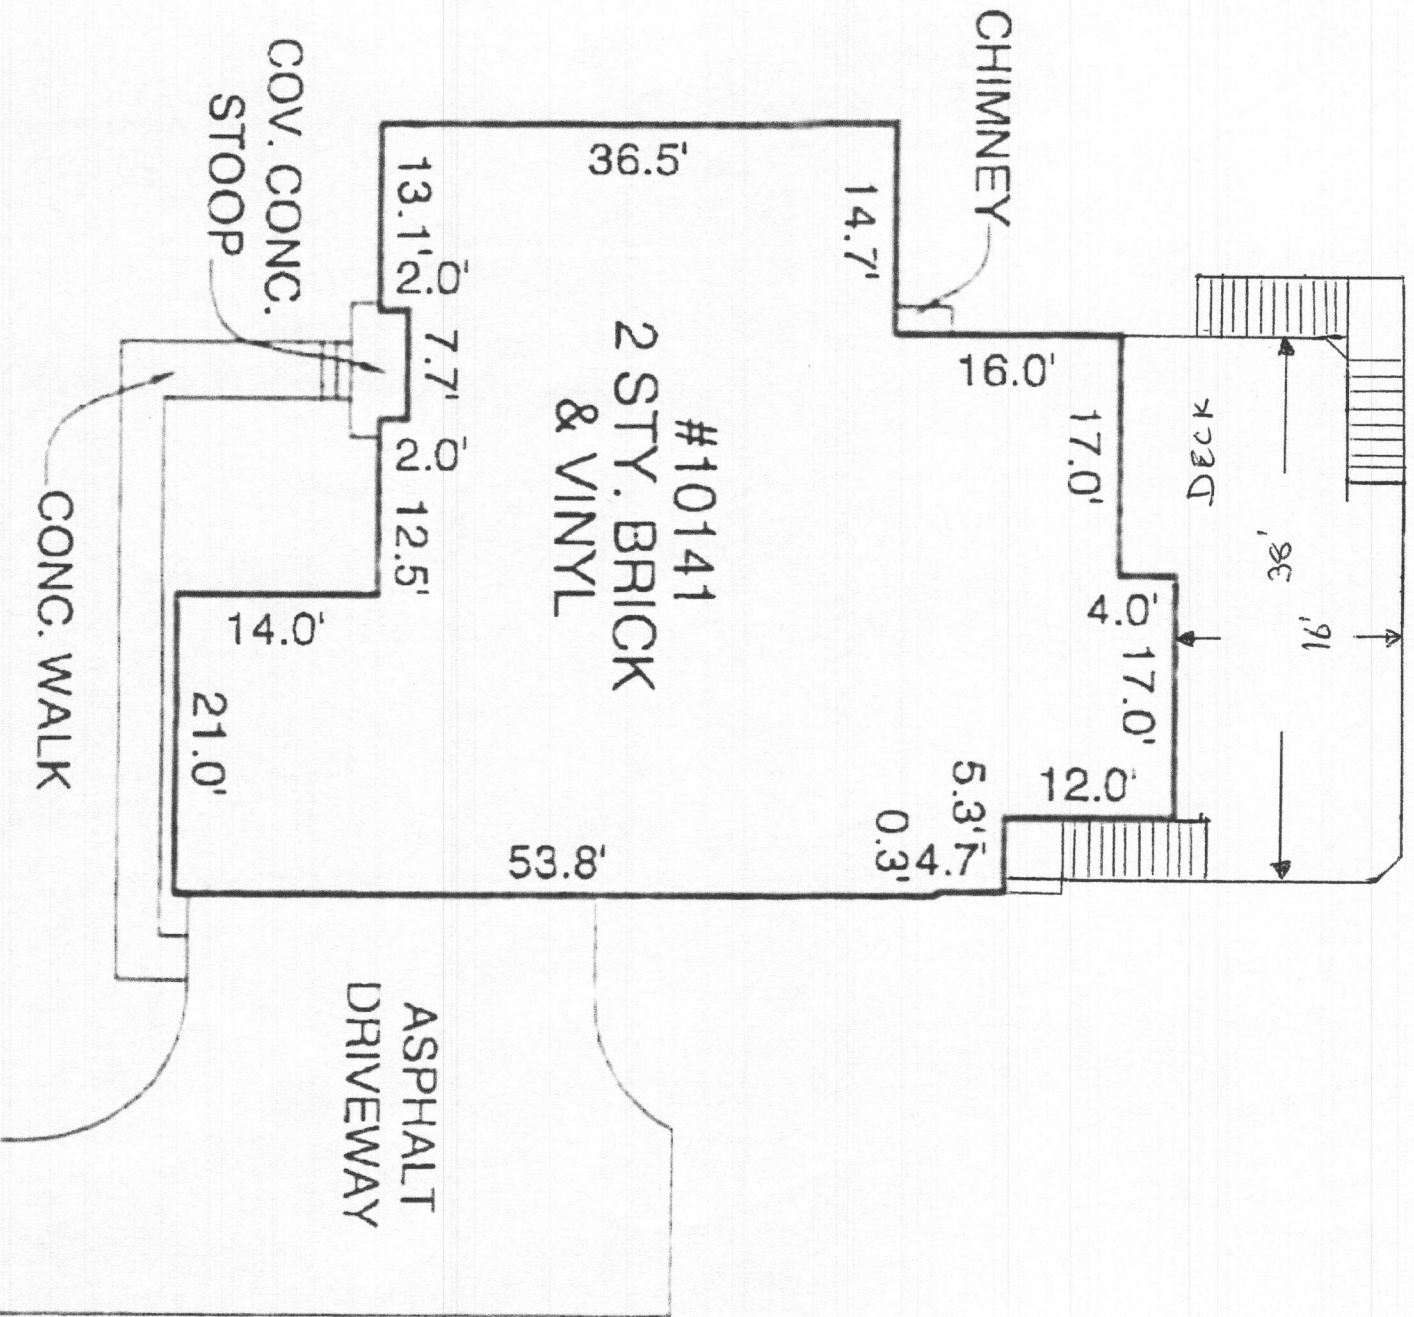 CHIMNEY
COV. CONC.
STOOP
36.5'
14.7'
13.1'
2.0'
7.7'
2.0'
12.5'
16.0'
17.0'
DECK
38'
16'
#10141
2 STY. BRICK
& VINYL
4.0'
17.0'
14.0'
21.0'
12.0'
5.3'
4.7'
0.3'
53.8'
CONC. WALK
ASPHALT
DRIVEWAY